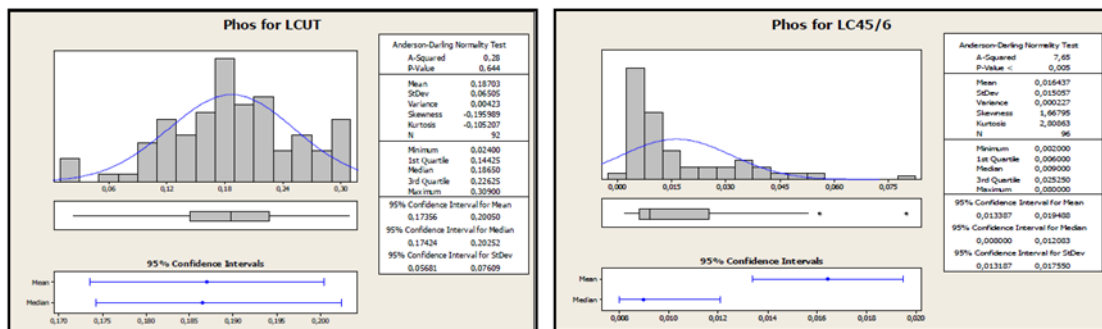 Phos for LCUT
Anderson-Darling Normality Test
A-Squared 0,28
P-Value 0,644
Mean 0,18703
StDev 0,06505
Variance 0,00423
Skewness -0,195989
Kurtosis -0,105207
N 92
Minimum 0,02400
1st Quartile 0,14425
Median 0,18650
3rd Quartile 0,22625
Maximum 0,30900
95% Confidence Interval for Mean
0,17356 0,20050
95% Confidence Interval for Median
0,17424 0,20252
95% Confidence Interval for StDev
0,05681 0,07609
0,06 0,12 0,18 0,24 0,30
95% Confidence Intervals
Mean
Median
0,170 0,175 0,180 0,185 0,190 0,195 0,200
Phos for LC45/6
Anderson-Darling Normality Test
A-Squared 7,65
P-Value < 0,005
Mean 0,016437
StDev 0,015057
Variance 0,000227
Skewness 1,66795
Kurtosis 2,80863
N 96
Minimum 0,002000
1st Quartile 0,006000
Median 0,009000
3rd Quartile 0,025250
Maximum 0,080000
95% Confidence Interval for Mean
0,013387 0,019488
95% Confidence Interval for Median
0,008000 0,012083
95% Confidence Interval for StDev
0,013187 0,017550
0,000 0,015 0,030 0,045 0,060 0,075
95% Confidence Intervals
Mean
Median
0,008 0,010 0,012 0,014 0,016 0,018 0,020